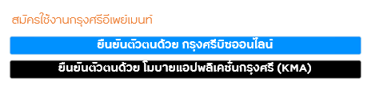 สมัครใช้งานกรุงศรีอีเพย์เมนท์
ยืนยันตัวตนด้วย กรุงศรีบิซออนไลน์
ยืนยันตัวตนด้วย โมบายแอปพลิเคชั่นกรุงศรี (KMA)